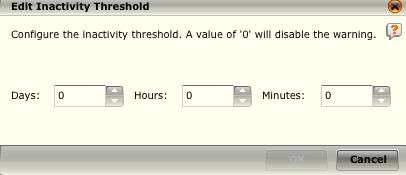 Edit Inactivity Threshold
Configure the inactivity threshold. A value of '0' will disable the warning.
Days: 0 Hours: 0 Minutes: 0
OK Cancel